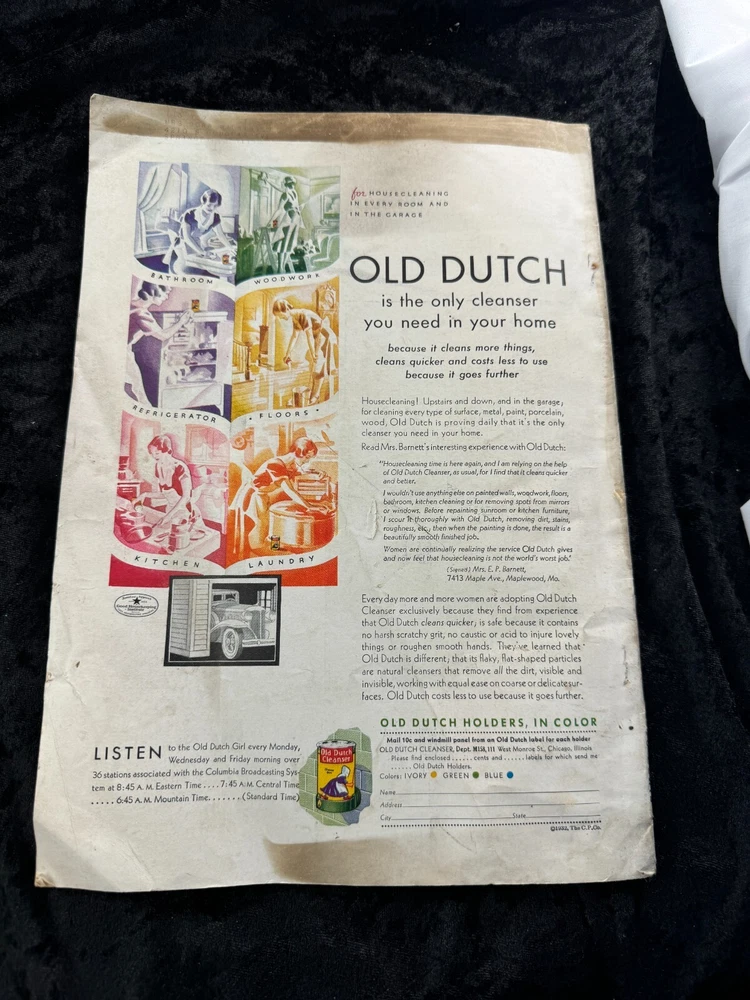 for HOUSECLEANING
IN EVERY ROOM AND
IN THE GARAGE
BATHROOM
WOODWORK
REFRIGERATOR
• FLOORS •
KITCHEN
LAUNDRY
OLD DUTCH
is the only cleanser
you need in your home
because it cleans more things,
cleans quicker and costs less to use
because it goes further
Housecleaning! Upstairs and down, and in the garage,
for cleaning every type of surface, metal, paint, porcelain,
wood, Old Dutch is proving daily that it's the only
cleanser you need in your home.
Read Mrs. Barnett's interesting experience with Old Dutch:
"Housecleaning time is here again, and I am relying on the help
of Old Dutch Cleanser, as usual, for I find that it cleans quicker
and better.
I wouldn't use anything else on painted walls, woodwork, floors,
bathroom, kitchen cleaning or for removing spots from mirrors
or windows. Before repainting sunroom or kitchen furniture,
I scour it thoroughly with Old Dutch, removing dirt, stains,
roughness, etc., then when the painting is done, the result is a
beautifully smooth finished job.
Women are continually realizing the service Old Dutch gives
and now feel that housecleaning is not the world's worst job."
(Signed) Mrs. E. P. Barnett,
7413 Maple Ave., Maplewood, Mo.
Every day more and more women are adopting Old Dutch
Cleanser exclusively because they find from experience
that Old Dutch cleans quicker, is safe because it contains
no harsh scratchy grit, no caustic or acid to injure lovely
things or roughen smooth hands. They've learned that
Old Dutch is different; that its flaky, flat-shaped particles
are natural cleansers that remove all the dirt, visible and
invisible, working with equal ease on coarse or delicate sur-
faces. Old Dutch costs less to use because it goes further.
Good Housekeeping
Institute
LISTEN to the Old Dutch Girl every Monday,
Wednesday and Friday morning over
36 stations associated with the Columbia Broadcasting Sys-
tem at 8:45 A. M. Eastern Time .... 7:45 A.M. Central Time
..... 6:45 A. M. Mountain Time. ...... (Standard Time)
Old Dutch
Cleanser
OLD DUTCH HOLDERS, IN COLOR
Mail 10c and windmill panel from an Old Dutch label for each holder
OLD DUTCH CLEANSER, Dept. M156, 111 West Monroe St., Chicago, Illinois
Please find enclosed ...... cents and ...... labels for which send me
...... Old Dutch Holders.
Colors: IVORY GREEN BLUE
Name
Address
City State
©1932, The C.P.Co.